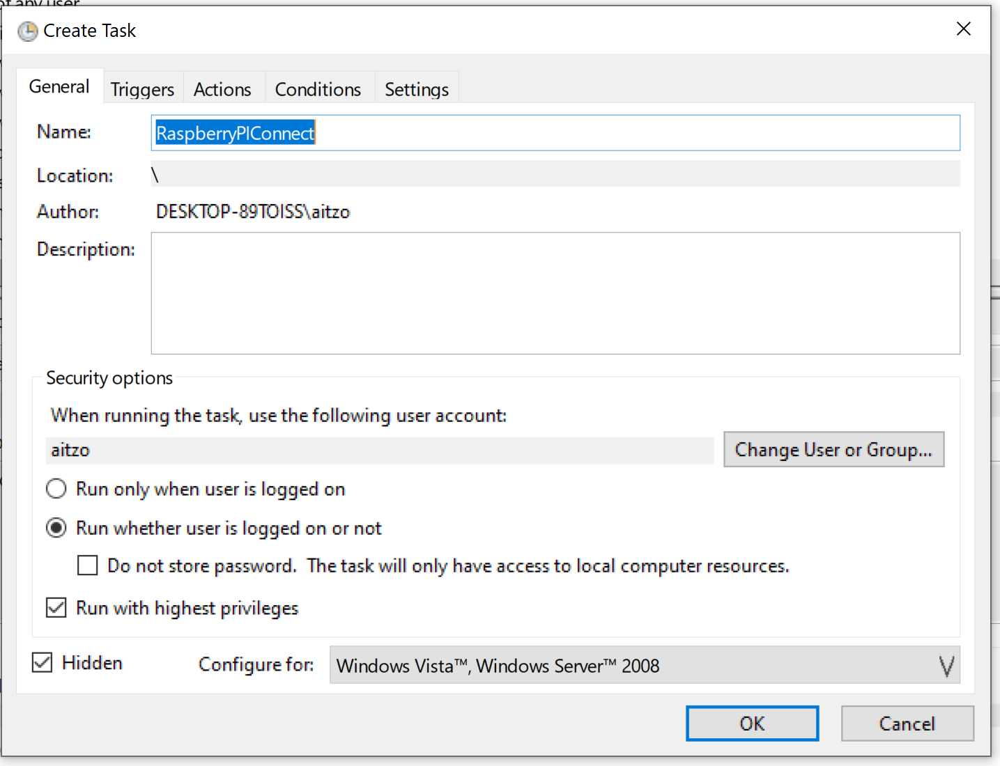 of any user
Create Task
General
Triggers
Actions
Conditions
Settings
Name:
RaspberryPIConnect
Location:
\
Author:
DESKTOP-89TOISS\aitzo
Description:
Security options
When running the task, use the following user account:
aitzo
Change User or Group...
Run only when user is logged on
Run whether user is logged on or not
Do not store password.  The task will only have access to local computer resources.
Run with highest privileges
Hidden
Configure for:
Windows Vista™, Windows Server™ 2008
OK
Cancel